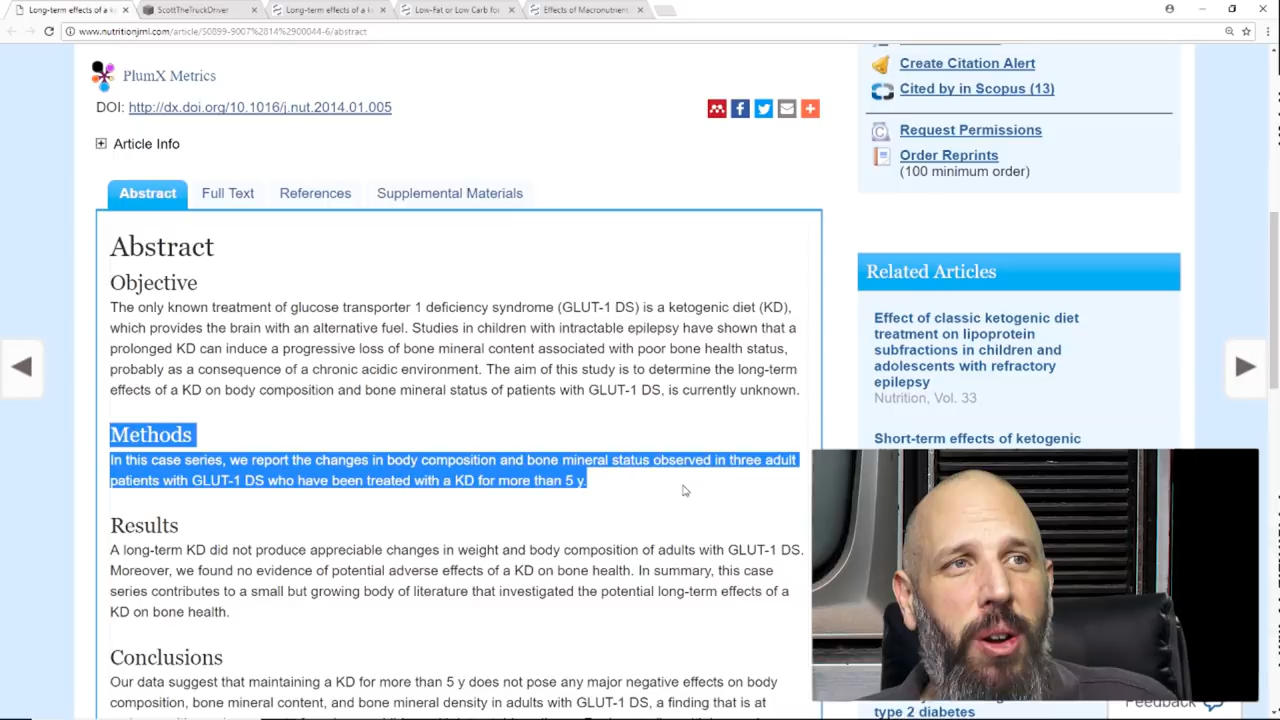 Long-term effects of a k
ScottTheTruckDriver
Long-term effects of a k
Low-Fat or Low Carb for
Effects of Macronutrien
www.nutritionjrnl.com/article/S0899-9007%2814%2900044-6/abstract
PlumX Metrics
DOI: http://dx.doi.org/10.1016/j.nut.2014.01.005
Article Info
Create Citation Alert
Cited by in Scopus (13)
Request Permissions
Order Reprints
(100 minimum order)
Abstract Full Text References Supplemental Materials
Abstract
Objective
The only known treatment of glucose transporter 1 deficiency syndrome (GLUT-1 DS) is a ketogenic diet (KD),
which provides the brain with an alternative fuel. Studies in children with intractable epilepsy have shown that a
prolonged KD can induce a progressive loss of bone mineral content associated with poor bone health status,
probably as a consequence of a chronic acidic environment. The aim of this study is to determine the long-term
effects of a KD on body composition and bone mineral status of patients with GLUT-1 DS, is currently unknown.
Methods
In this case series, we report the changes in body composition and bone mineral status observed in three adult
patients with GLUT-1 DS who have been treated with a KD for more than 5 y.
Results
A long-term KD did not produce appreciable changes in weight and body composition of adults with GLUT-1 DS.
Moreover, we found no evidence of potential adverse effects of a KD on bone health. In summary, this case
series contributes to a small but growing body of literature that investigated the potential long-term effects of a
KD on bone health.
Conclusions
Our data suggest that maintaining a KD for more than 5 y does not pose any major negative effects on body
composition, bone mineral content, and bone mineral density in adults with GLUT-1 DS, a finding that is at
Related Articles
Effect of classic ketogenic diet
treatment on lipoprotein
subfractions in children and
adolescents with refractory
epilepsy
Nutrition, Vol. 33
Short-term effects of ketogenic
Feedback
type 2 diabetes